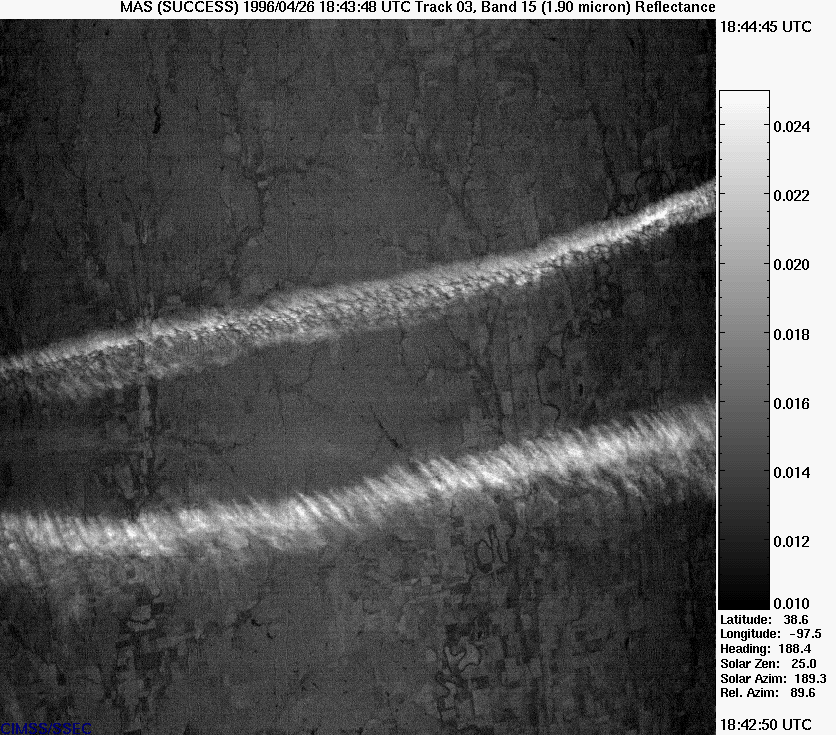 MAS (SUCCESS) 1996/04/26 18:43:48 UTC Track 03, Band 15 (1.90 micron) Reflectance
18:44:45 UTC
0.024
0.022
0.020
0.018
0.016
0.014
0.012
0.010
Latitude: 38.6
Longitude: -97.5
Heading: 188.4
Solar Zen: 25.0
Solar Azim: 189.3
Rel. Azim: 89.6
18:42:50 UTC
CIMSS/SSEC